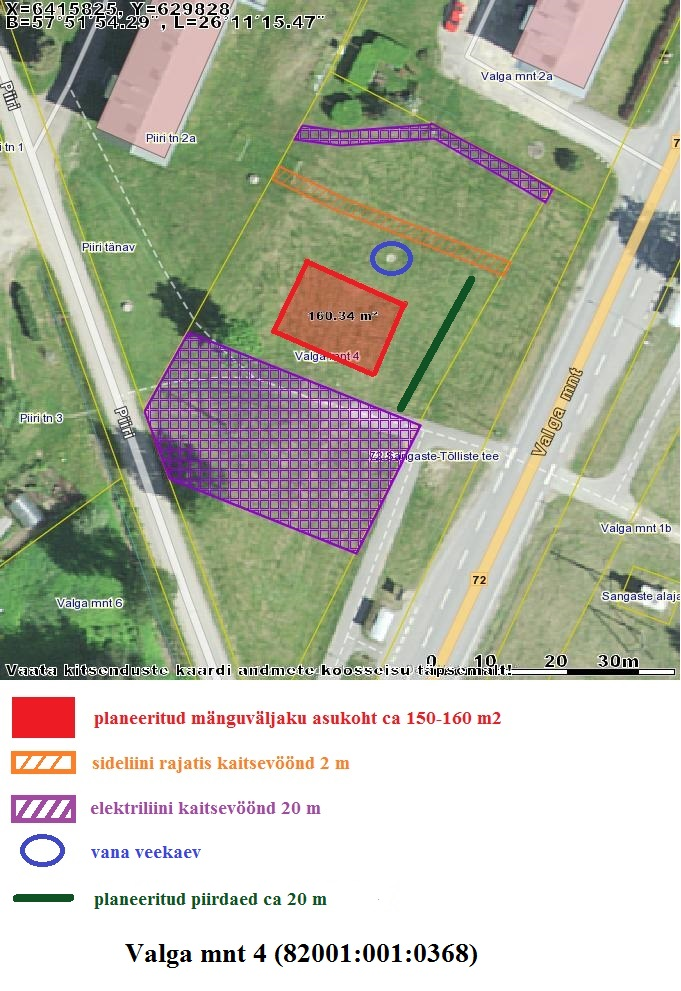 X=6415825, Y=629828
B=57°51'54.29", L=26°11'15.47"
Valga mnt 2a
Piiri
Piiri tn 2a
7
Piiri tänav
160.34 m²
Valga mnt 4
Valga mnt
Piiri tn 3
Piiri
72 Sangaste-Tõlliste tee
Valga mnt 1b
72
Valga mnt 6
Sangaste alaja
0 10 20 30m
Vaata kitsenduste kaardi andmete koosseisu täpsemalt!
planeeritud mänguväljaku asukoht ca 150-160 m2
sideliini rajatis kaitsevöönd 2 m
elektriliini kaitsevöönd 20 m
vana veekaev
planeeritud piirdaed ca 20 m
Valga mnt 4 (82001:001:0368)